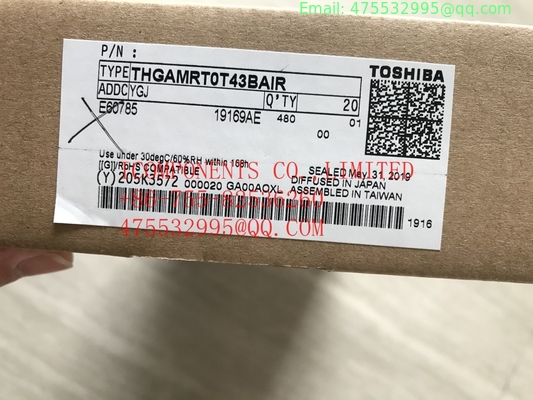 Email: 475532995@qq.com
P/N :
TOSHIBA
TYPE THGAMRT0T43BAIR
ADDC YGJ Q'TY 20
E60785 19169AE 480 01
00
Use under 30degC/60%RH within 168h
COMPONENTS CO.,LIMITED
SEALED May. 31, 2019
[[G]]/RoHS COMPATIBLE
DIFFUSED IN JAPAN
(Y) 205K3572 000020 GA00AOXL
ASSEMBLED IN TAIWAN
475532995@QQ.COM
1916